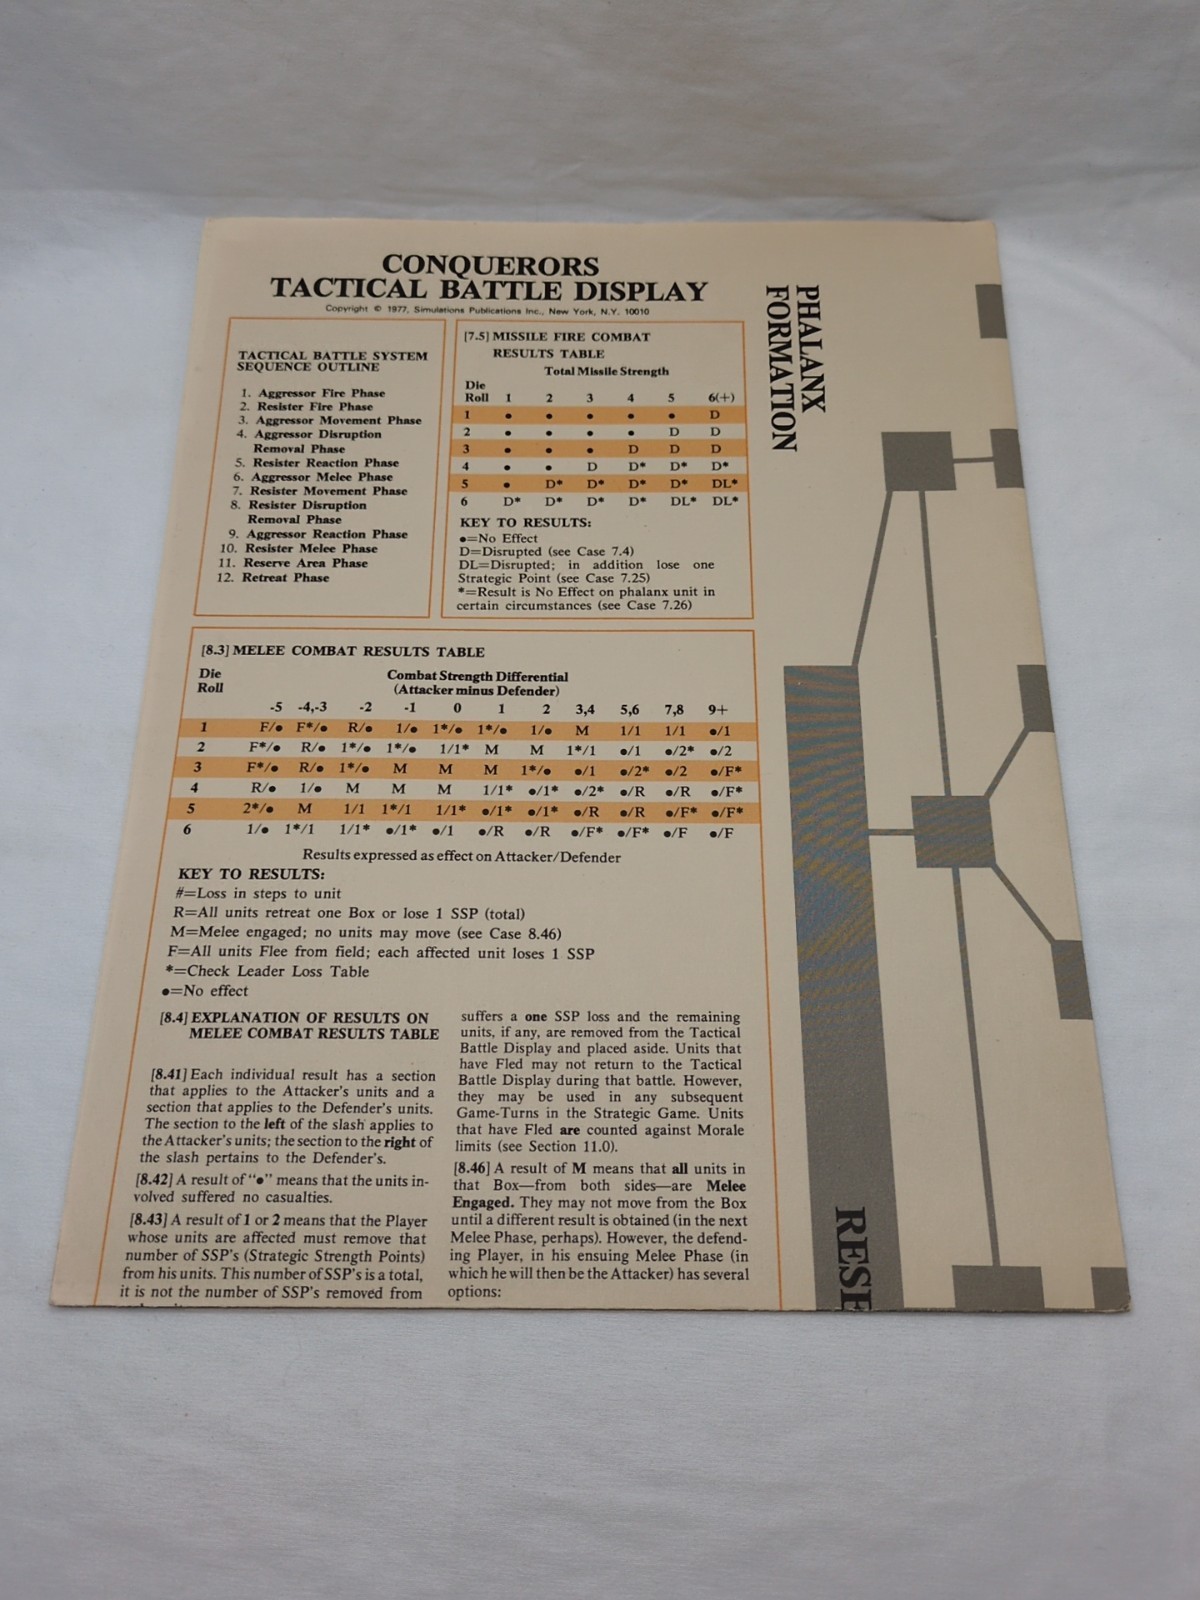 CONQUERORS
TACTICAL BATTLE DISPLAY
Copyright © 1977, Simulations Publications Inc., New York, N.Y. 10010
TACTICAL BATTLE SYSTEM
SEQUENCE OUTLINE
1. Aggressor Fire Phase
2. Resister Fire Phase
3. Aggressor Movement Phase
4. Aggressor Disruption
Removal Phase
5. Resister Reaction Phase
6. Aggressor Melee Phase
7. Resister Movement Phase
8. Resister Disruption
Removal Phase
9. Aggressor Reaction Phase
10. Resister Melee Phase
11. Reserve Area Phase
12. Retreat Phase
[7.5] MISSILE FIRE COMBAT
RESULTS TABLE
Total Missile Strength
Die
Roll 1 2 3 4 5 6(+)
1 ● ● ● ● ● D
2 ● ● ● ● D D
3 ● ● ● D D D
4 ● ● D D* D* D*
5 ● D* D* D* D* DL*
6 D* D* D* D* DL* DL*
KEY TO RESULTS:
●=No Effect
D=Disrupted (see Case 7.4)
DL=Disrupted; in addition lose one
Strategic Point (see Case 7.25)
*=Result is No Effect on phalanx unit in
certain circumstances (see Case 7.26)
[8.3] MELEE COMBAT RESULTS TABLE
Die
Roll
Combat Strength Differential
(Attacker minus Defender)
-5 -4,-3 -2 -1 0 1 2 3,4 5,6 7,8 9+
1 F/● F*/● R/● 1/● 1*/● 1*/● 1/● M 1/1 1/1 ●/1
2 F*/● R/● 1*/● 1*/● 1/1* M M 1*/1 ●/1 ●/2* ●/2
3 F*/● R/● 1*/● M M M 1*/● ●/1 ●/2* ●/2 ●/F*
4 R/● 1/● M M M 1/1* ●/1* ●/2* ●/R ●/R ●/F*
5 2*/● M 1/1 1*/1 1/1* ●/1* ●/1* ●/R ●/R ●/F* ●/F*
6 1/● 1*/1 1/1* ●/1* ●/1 ●/R ●/R ●/F* ●/F* ●/F ●/F
Results expressed as effect on Attacker/Defender
KEY TO RESULTS:
#=Loss in steps to unit
R=All units retreat one Box or lose 1 SSP (total)
M=Melee engaged; no units may move (see Case 8.46)
F=All units Flee from field; each affected unit loses 1 SSP
*=Check Leader Loss Table
●=No effect
[8.4] EXPLANATION OF RESULTS ON
MELEE COMBAT RESULTS TABLE
[8.41] Each individual result has a section
that applies to the Attacker's units and a
section that applies to the Defender's units.
The section to the left of the slash applies to
the Attacker's units; the section to the right of
the slash pertains to the Defender's.
[8.42] A result of "●" means that the units in-
volved suffered no casualties.
[8.43] A result of 1 or 2 means that the Player
whose units are affected must remove that
number of SSP's (Strategic Strength Points)
from his units. This number of SSP's is a total,
it is not the number of SSP's removed from
suffers a one SSP loss and the remaining
units, if any, are removed from the Tactical
Battle Display and placed aside. Units that
have Fled may not return to the Tactical
Battle Display during that battle. However,
they may be used in any subsequent
Game-Turns in the Strategic Game. Units
that have Fled are counted against Morale
limits (see Section 11.0).
[8.46] A result of M means that all units in
that Box—from both sides—are Melee
Engaged. They may not move from the Box
until a different result is obtained (in the next
Melee Phase, perhaps). However, the defend-
ing Player, in his ensuing Melee Phase (in
which he will then be the Attacker) has several
options:
PHALANX
FORMATION
RESE